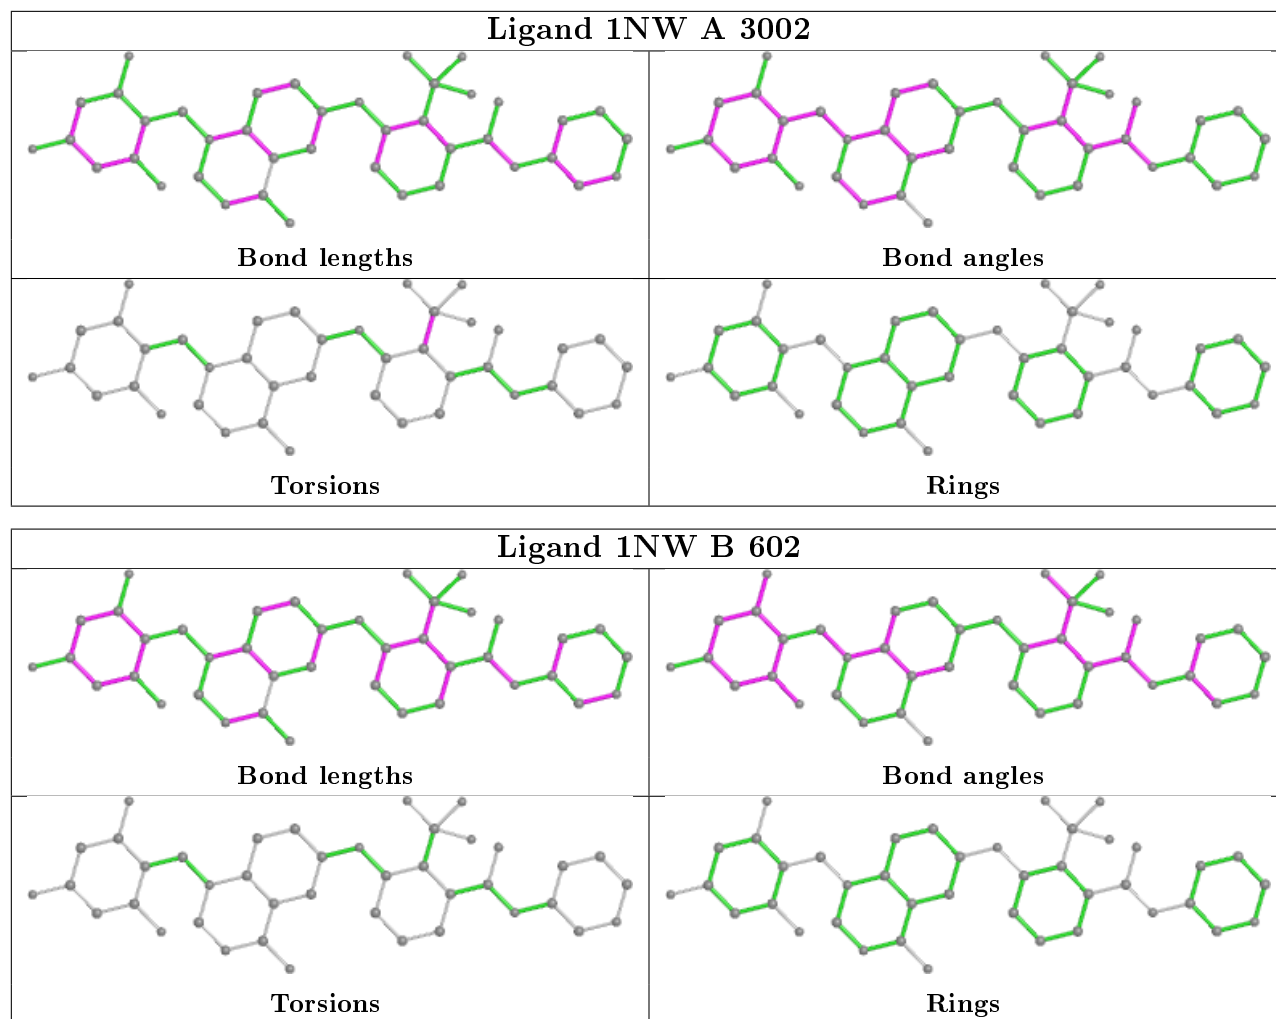 Ligand 1NW A 3002
Bond lengths
Bond angles
Torsions
Rings
Ligand 1NW B 602
Bond lengths
Bond angles
Torsions
Rings